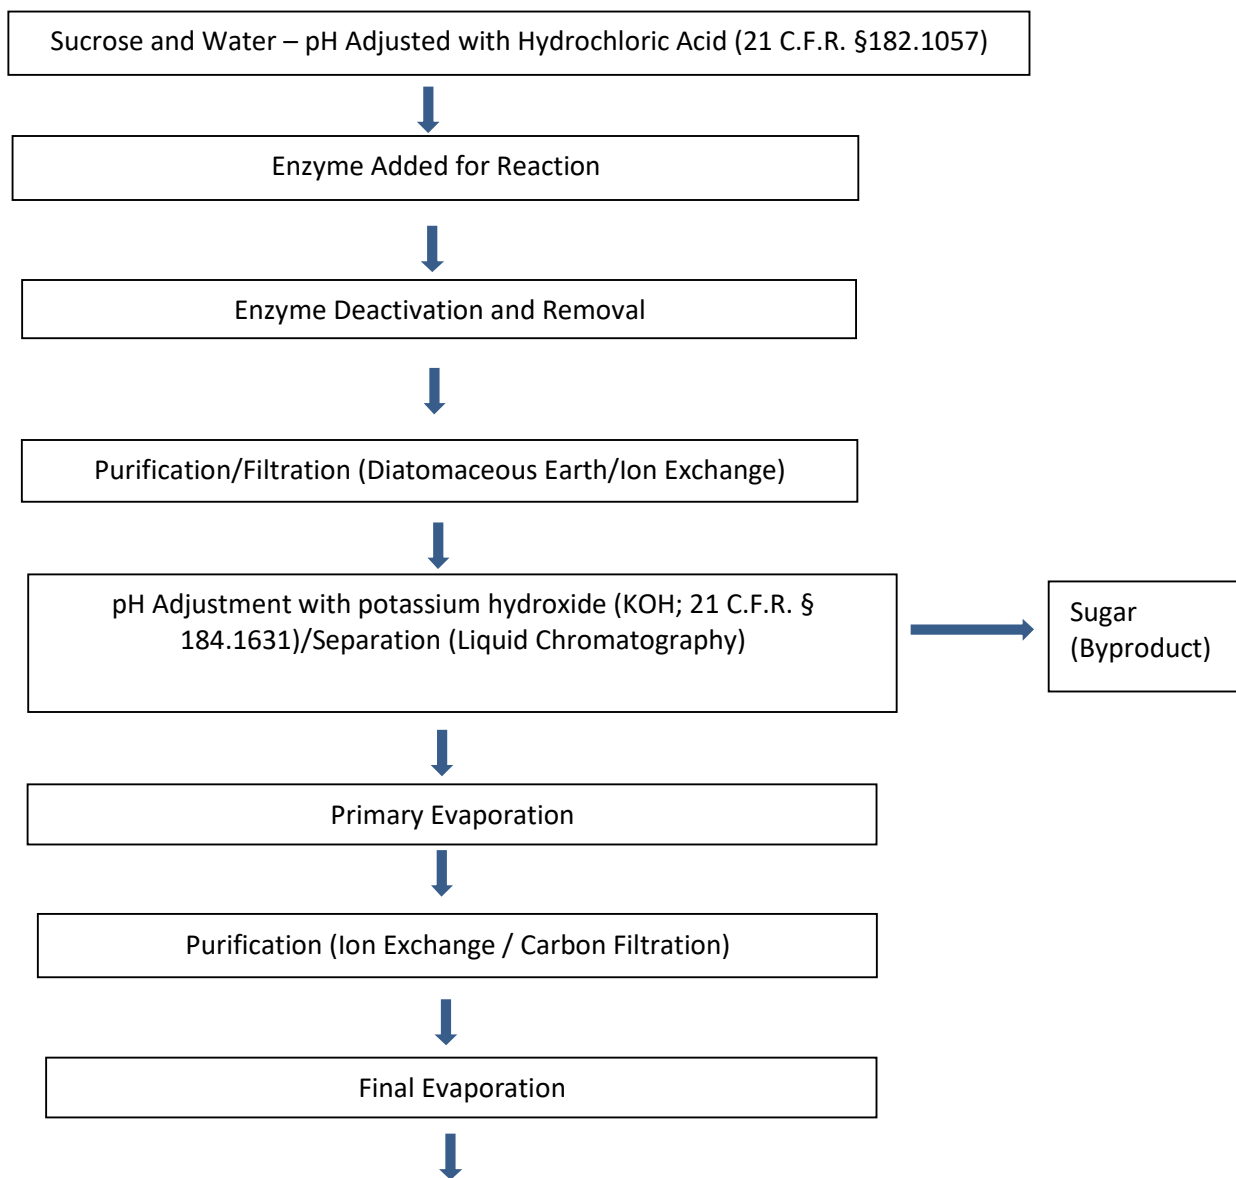 Sucrose and Water – pH Adjusted with Hydrochloric Acid (21 C.F.R. §182.1057)
Enzyme Added for Reaction
Enzyme Deactivation and Removal
Purification/Filtration (Diatomaceous Earth/Ion Exchange)
pH Adjustment with potassium hydroxide (KOH; 21 C.F.R. §
184.1631)/Separation (Liquid Chromatography)
Sugar
(Byproduct)
Primary Evaporation
Purification (Ion Exchange / Carbon Filtration)
Final Evaporation